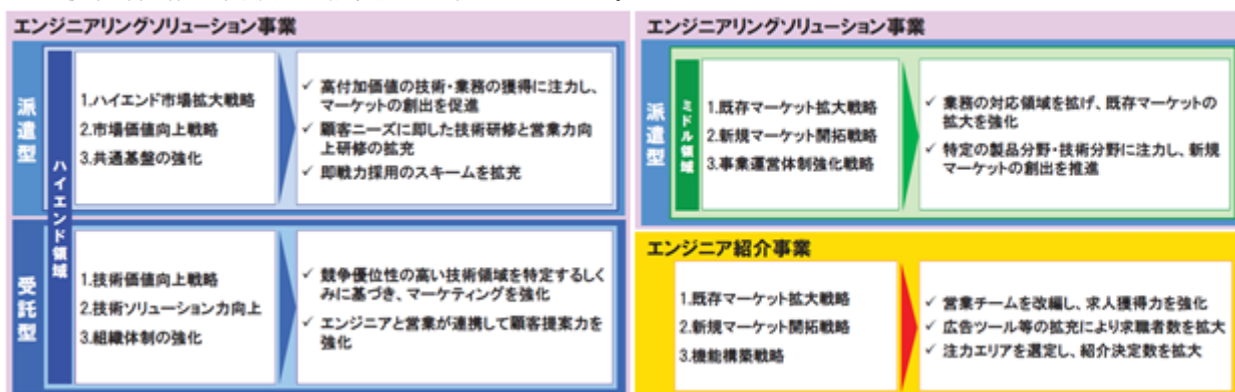 エンジニアリングソリューション事業
派遣型
ハイエンド領域
1.ハイエンド市場拡大戦略
2.市場価値向上戦略
3.共通基盤の強化
✓ 高付加価値の技術・業務の獲得に注力し、
マーケットの創出を促進
✓ 顧客ニーズに即した技術研修と営業力向
上研修の拡充
✓ 即戦力採用のスキームを拡充
受託型
1.技術価値向上戦略
2.技術ソリューション力向上
3.組織体制の強化
✓ 競争優位性の高い技術領域を特定するしく
みに基づき、マーケティングを強化
✓ エンジニアと営業が連携して顧客提案力を
強化
エンジニアリングソリューション事業
派遣型
ミドル領域
1.既存マーケット拡大戦略
2.新規マーケット開拓戦略
3.事業運営体制強化戦略
✓ 業務の対応領域を拡げ、既存マーケットの
拡大を強化
✓ 特定の製品分野・技術分野に注力し、新規
マーケットの創出を推進
エンジニア紹介事業
1.既存マーケット拡大戦略
2.新規マーケット開拓戦略
3.機能構築戦略
✓ 営業チームを改編し、求人獲得力を強化
✓ 広告ツール等の拡充により求職者数を拡大
✓ 注力エリアを選定し、紹介決定数を拡大